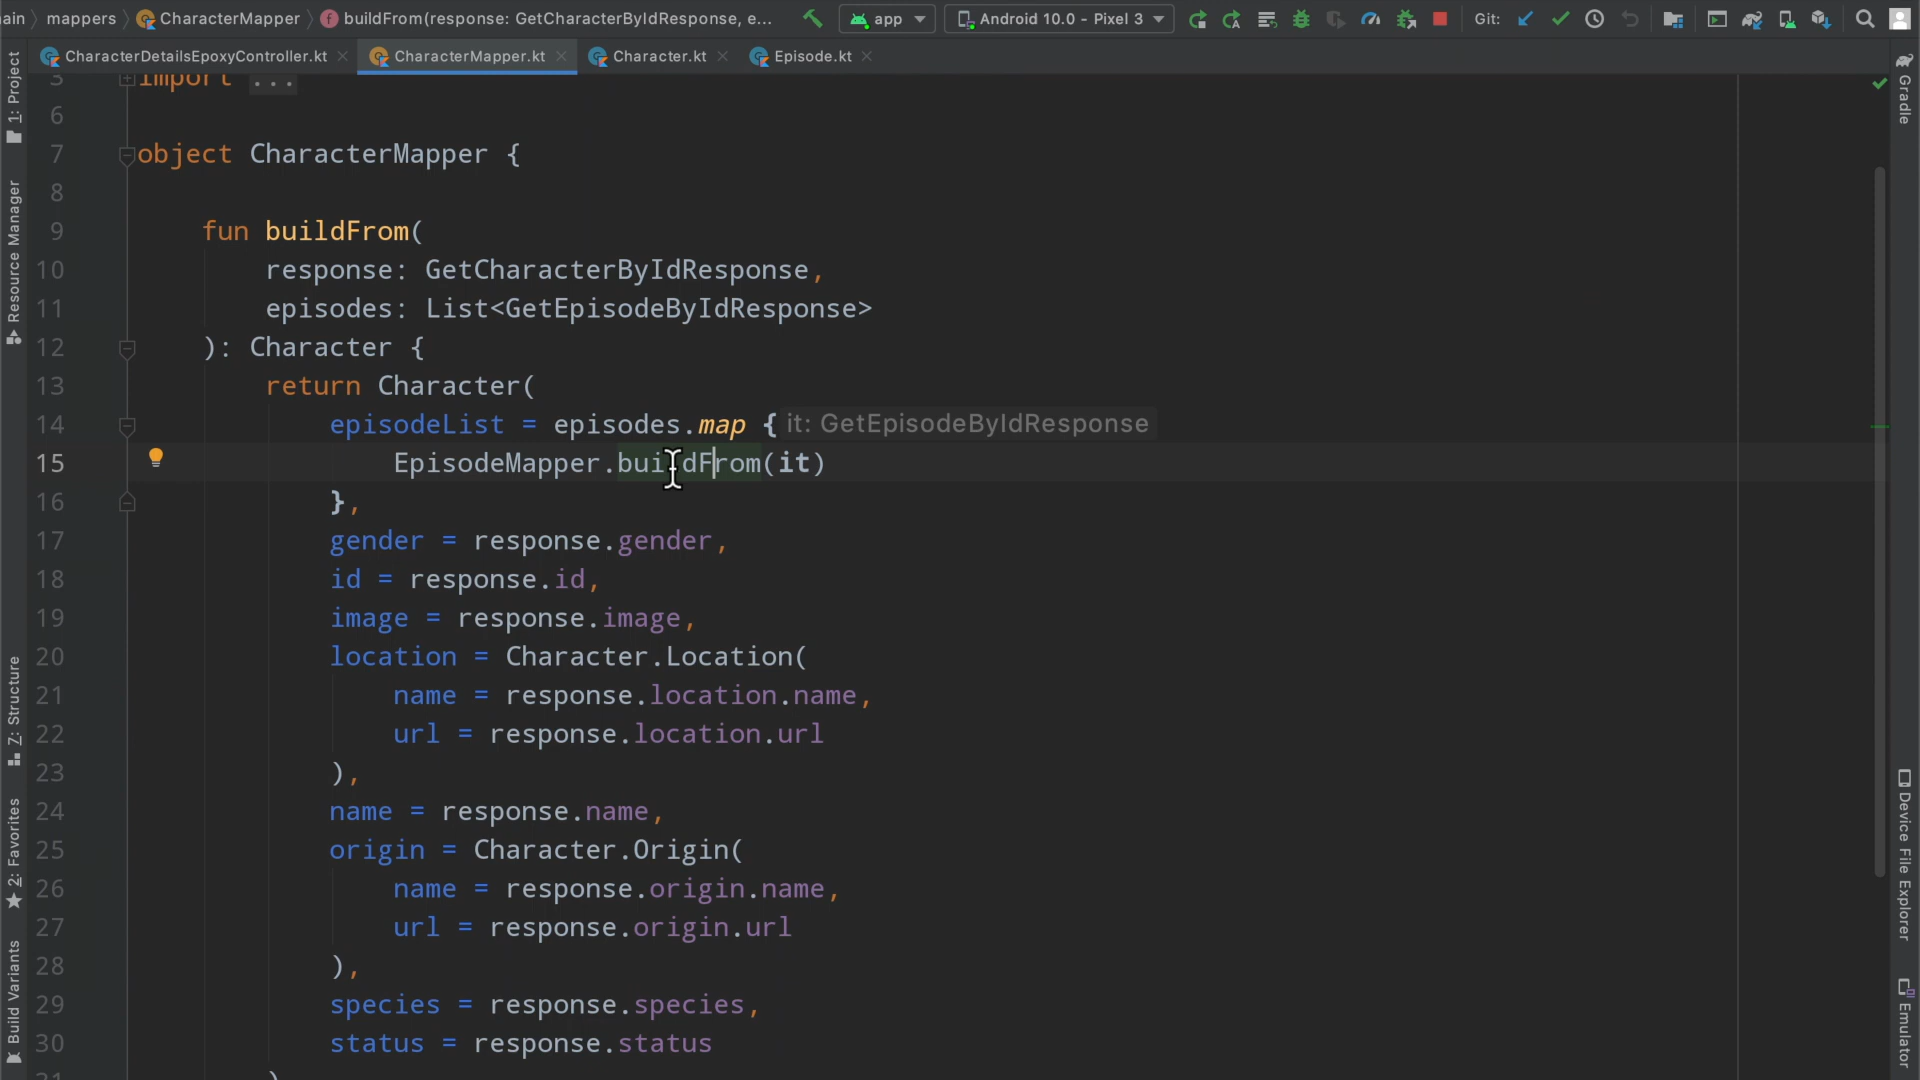 ain
mappers
CharacterMapper
buildFrom(response: GetCharacterByIdResponse, e...
app
Android 10.0 - Pixel 3
Git:
CharacterDetailsEpoxyController.kt
CharacterMapper.kt
Character.kt
Episode.kt
1: Project
Resource Manager
Z: Structure
2: Favorites
Build Variants
5 import ...
6
7 object CharacterMapper {
8
9 fun buildFrom(
10 response: GetCharacterByIdResponse,
11 episodes: List<GetEpisodeByIdResponse>
12 ): Character {
13 return Character(
14 episodeList = episodes.map { it: GetEpisodeByIdResponse
15 EpisodeMapper.buildFrom(it)
16 },
17 gender = response.gender,
18 id = response.id,
19 image = response.image,
20 location = Character.Location(
21 name = response.location.name,
22 url = response.location.url
23 ),
24 name = response.name,
25 origin = Character.Origin(
26 name = response.origin.name,
27 url = response.origin.url
28 ),
29 species = response.species,
30 status = response.status
31 )
Gradle
Device File Explorer
Emulator